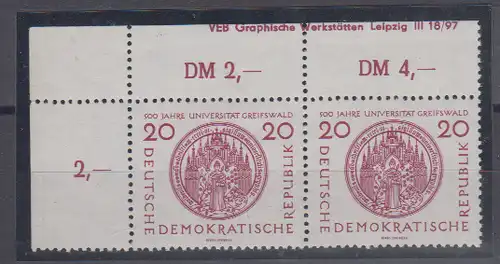 VEB Graphische Werkstätten Leipzig III 18/97
DM 2,— DM 4,—
2,—
500 JAHRE UNIVERSITÄT GREIFSWALD
20 20
DEUTSCHE
DEMOKRATISCHE
REPUBLIK
500 JAHRE UNIVERSITÄT GREIFSWALD
20 20
DEUTSCHE
DEMOKRATISCHE
REPUBLIK